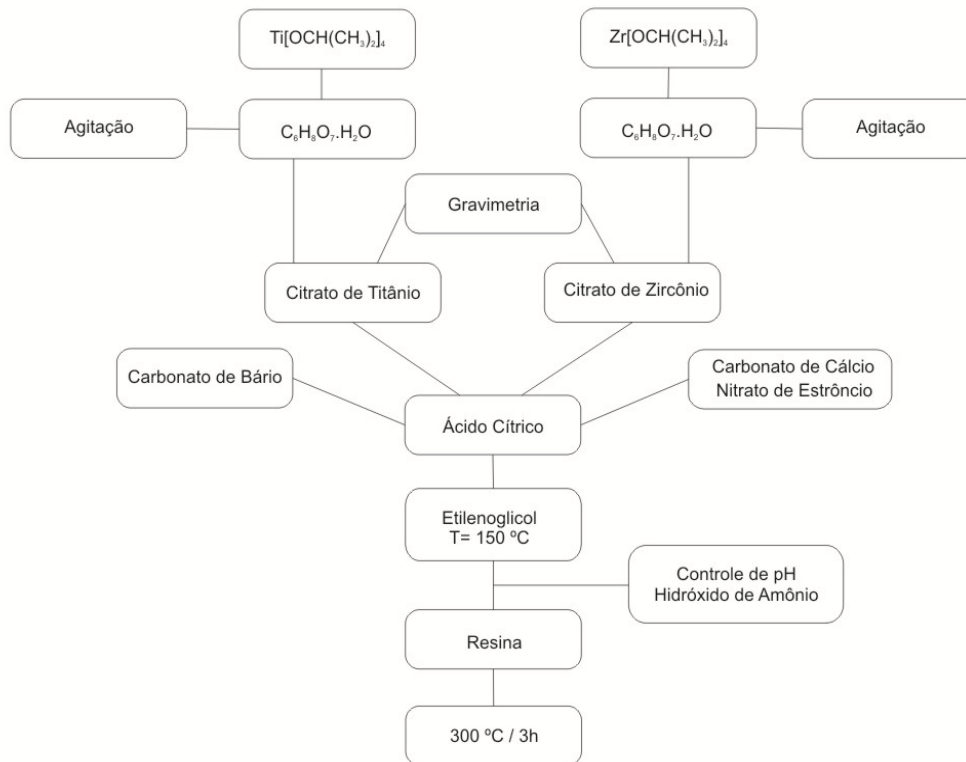 Ti[OCH(CH₃)₂]₄
Zr[OCH(CH₃)₂]₄
Agitação
C₆H₈O₇.H₂O
C₆H₈O₇.H₂O
Agitação
Gravimetria
Citrato de Titânio
Citrato de Zircônio
Carbonato de Bário
Carbonato de Cálcio
Nitrato de Estrôncio
Ácido Cítrico
Etilenoglicol
T= 150 ºC
Controle de pH
Hidróxido de Amônio
Resina
300 ºC / 3h